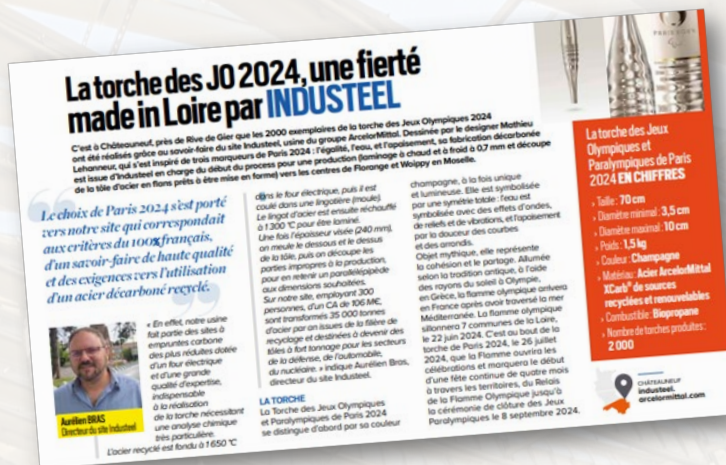 La torche des JO 2024, une fierté
made in Loire par INDUSTEEL
C'est à Châteauneuf, près de Rive de Gier que les 2000 exemplaires de la torche des Jeux Olympiques 2024
ont été réalisés grâce au savoir-faire du site Industeel, usine du groupe ArcelorMittal. Dessinée par le designer Mathieu
Lehanneur, qui s'est inspiré de trois marqueurs de Paris 2024 : l'égalité, l'eau, et l'apaisement, sa fabrication décarbonée
est issue d'Industeel en charge du début du process pour une production (laminage à chaud et à froid à 0,7 mm et découpe
de la tôle d'acier en flans prêts à être mise en forme) vers les centres de Florange et Woippy en Moselle.
Le choix de Paris 2024 s'est porté
vers notre site qui correspondait
aux critères du 100% français,
d'un savoir-faire de haute qualité
et des exigences vers l'utilisation
d'un acier décarboné recyclé.
« En effet, notre usine
fait partie des sites à
empruntes carbone
des plus réduites dotée
d'un four électrique
et d'une grande
qualité d'expertise,
indispensable
à la réalisation
de la torche nécessitant
une analyse chimique
très particulière.
Aurélien BRAS
Directeur du site Industeel
L'acier recyclé est fondu à 1 650 °C
dans le four électrique, puis il est
coulé dans une lingotière (moule).
Le lingot d'acier est ensuite réchauffé
à 1 300 °C pour être laminé.
Une fois l'épaisseur visée (240 mm),
on meule le dessous et le dessus
de la tôle, puis on découpe les
parties impropres à la production,
pour en retenir un parallélépipède
aux dimensions souhaitées.
Sur notre site, employant 300
personnes, d'un CA de 106 M€,
sont transformés 35 000 tonnes
d'acier par an issues de la filière de
recyclage et destinées à devenir des
tôles à fort tonnage pour les secteurs
de la défense, de l'automobile,
du nucléaire. » indique Aurélien Bras,
directeur du site Industeel.
LA TORCHE
La Torche des Jeux Olympiques
et Paralympiques de Paris 2024
se distingue d'abord par sa couleur
champagne, à la fois unique
et lumineuse. Elle est symbolisée
par une symétrie totale : l'eau est
symbolisée avec des effets d'ondes,
de reliefs et de vibrations, et l'apaisement
par la douceur des courbes
et des arrondis.
Objet mythique, elle représente
la cohésion et le partage. Allumée
selon la tradition antique, à l'aide
des rayons du soleil à Olympie,
en Grèce, la flamme olympique arrivera
en France après avoir traversé la mer
Méditerranée. La flamme olympique
sillonnera 7 communes de la Loire,
le 22 juin 2024. C'est au bout de la
torche de Paris 2024, le 26 juillet
2024, que la Flamme ouvrira les
célébrations et marquera le début
d'une fête continue de quatre mois
à travers les territoires, du Relais
de la Flamme Olympique jusqu'à
la cérémonie de clôture des Jeux
Paralympiques le 8 septembre 2024.
PARIS 2024
La torche des Jeux
Olympiques et
Paralympiques de Paris
2024 EN CHIFFRES
› Taille : 70 cm
› Diamètre minimal : 3,5 cm
› Diamètre maximal : 10 cm
› Poids : 1,5 kg
› Couleur : Champagne
› Matériau : Acier ArcelorMittal
XCarb® de sources
recyclées et renouvelables
› Combustible : Biopropane
› Nombre de torches produites :
2 000
CHÂTEAUNEUF
industeel.
arcelormittal.com